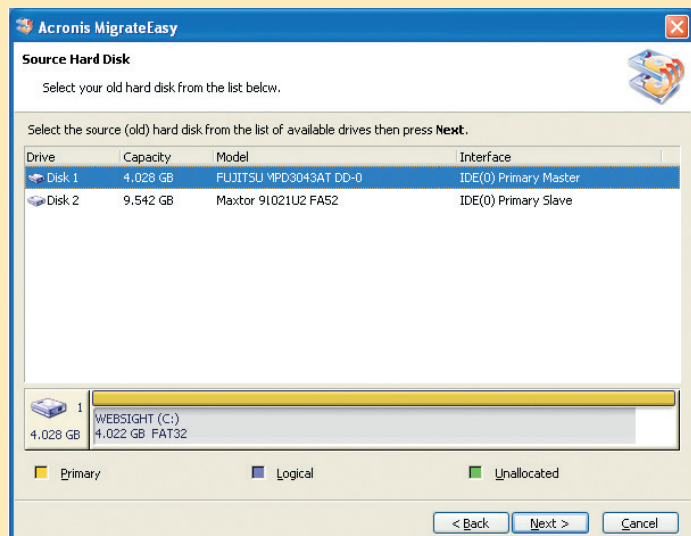 Acronis MigrateEasy
Source Hard Disk
Select your old hard disk from the list below.
Select the source (old) hard disk from the list of available drives then press Next.
Drive Capacity Model Interface
Disk 1 4.028 GB FUJITSU MPD3043AT DD-0 IDE(0) Primary Master
Disk 2 9.542 GB Maxtor 91021U2 FA52 IDE(0) Primary Slave
1
WEBSIGHT (C:)
4.028 GB 4.022 GB FAT32
Primary Logical Unallocated
< Back Next > Cancel